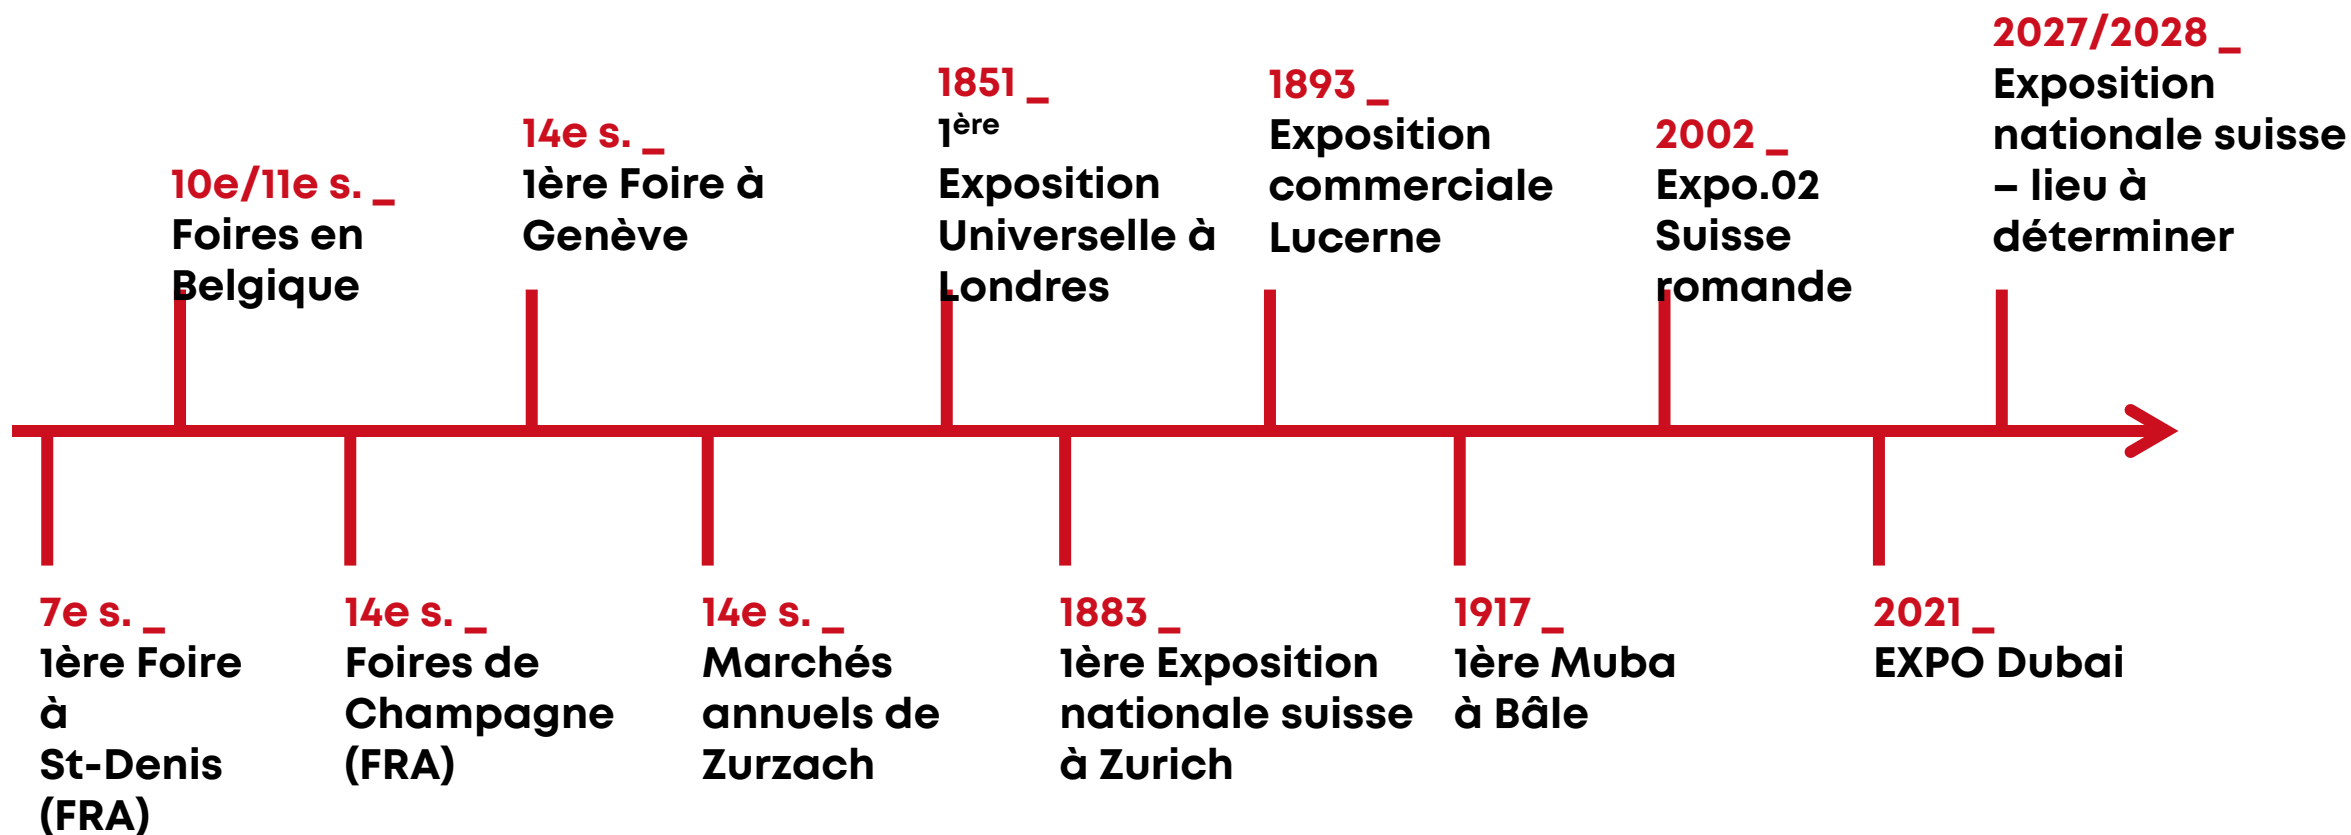 10e/11e s. _
Foires en
Belgique
14e s. _
1ère Foire à
Genève
1851 _
1ère
Exposition
Universelle à
Londres
1893 _
Exposition
commerciale
Lucerne
2002 _
Expo.02
Suisse
romande
2027/2028 _
Exposition
nationale suisse
– lieu à
déterminer
7e s. _
1ère Foire
à
St-Denis
(FRA)
14e s. _
Foires de
Champagne
(FRA)
14e s. _
Marchés
annuels de
Zurzach
1883 _
1ère Exposition
nationale suisse
à Zurich
1917 _
1ère Muba
à Bâle
2021 _
EXPO Dubai